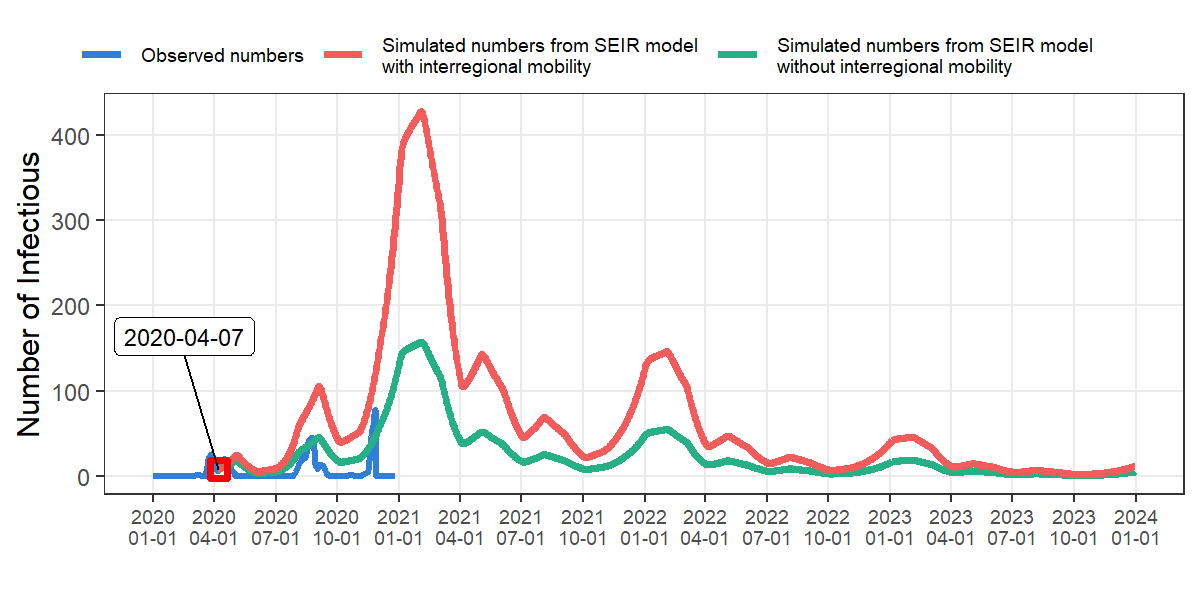 Observed numbers
Simulated numbers from SEIR model
with interregional mobility
Simulated numbers from SEIR model
without interregional mobility
Number of Infectious
400
300
200
100
0
2020-04-07
2020 2020 2020 2020 2021 2021 2021 2021 2022 2022 2022 2022 2023 2023 2023 2023 2024
01-01 04-01 07-01 10-01 01-01 04-01 07-01 10-01 01-01 04-01 07-01 10-01 01-01 04-01 07-01 10-01 01-01